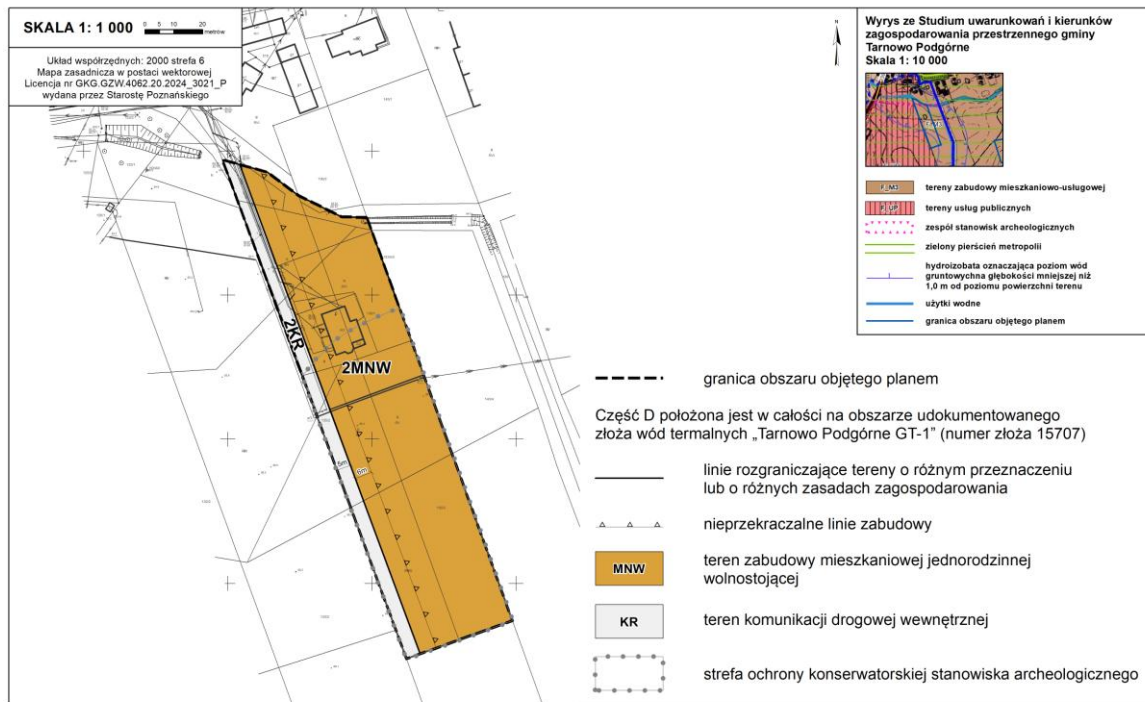 SKALA 1: 1 000
0 5 10 20
metrów
Układ współrzędnych: 2000 strefa 6
Mapa zasadnicza w postaci wektorowej
Licencja nr GKG.GZW.4062.20.2024_3021_P
wydana przez Starostę Poznańskiego
N
Wyrys ze Studium uwarunkowań i kierunków
zagospodarowania przestrzennego gminy
Tarnowo Podgórne
Skala 1: 10 000
F_M3 tereny zabudowy mieszkaniowo-usługowej
F_UP tereny usług publicznych
zespół stanowisk archeologicznych
zielony pierścień metropolii
hydroizobata oznaczająca poziom wód
gruntowychna głębokości mniejszej niż
1,0 m od poziomu powierzchni terenu
użytki wodne
granica obszaru objętego planem
2KR
2MNW
5m
8m
granica obszaru objętego planem
Część D położona jest w całości na obszarze udokumentowanego
złoża wód termalnych „Tarnowo Podgórne GT-1” (numer złoża 15707)
linie rozgraniczające tereny o różnym przeznaczeniu
lub o różnych zasadach zagospodarowania
nieprzekraczalne linie zabudowy
MNW teren zabudowy mieszkaniowej jednorodzinnej
wolnostojącej
KR teren komunikacji drogowej wewnętrznej
strefa ochrony konserwatorskiej stanowiska archeologicznego